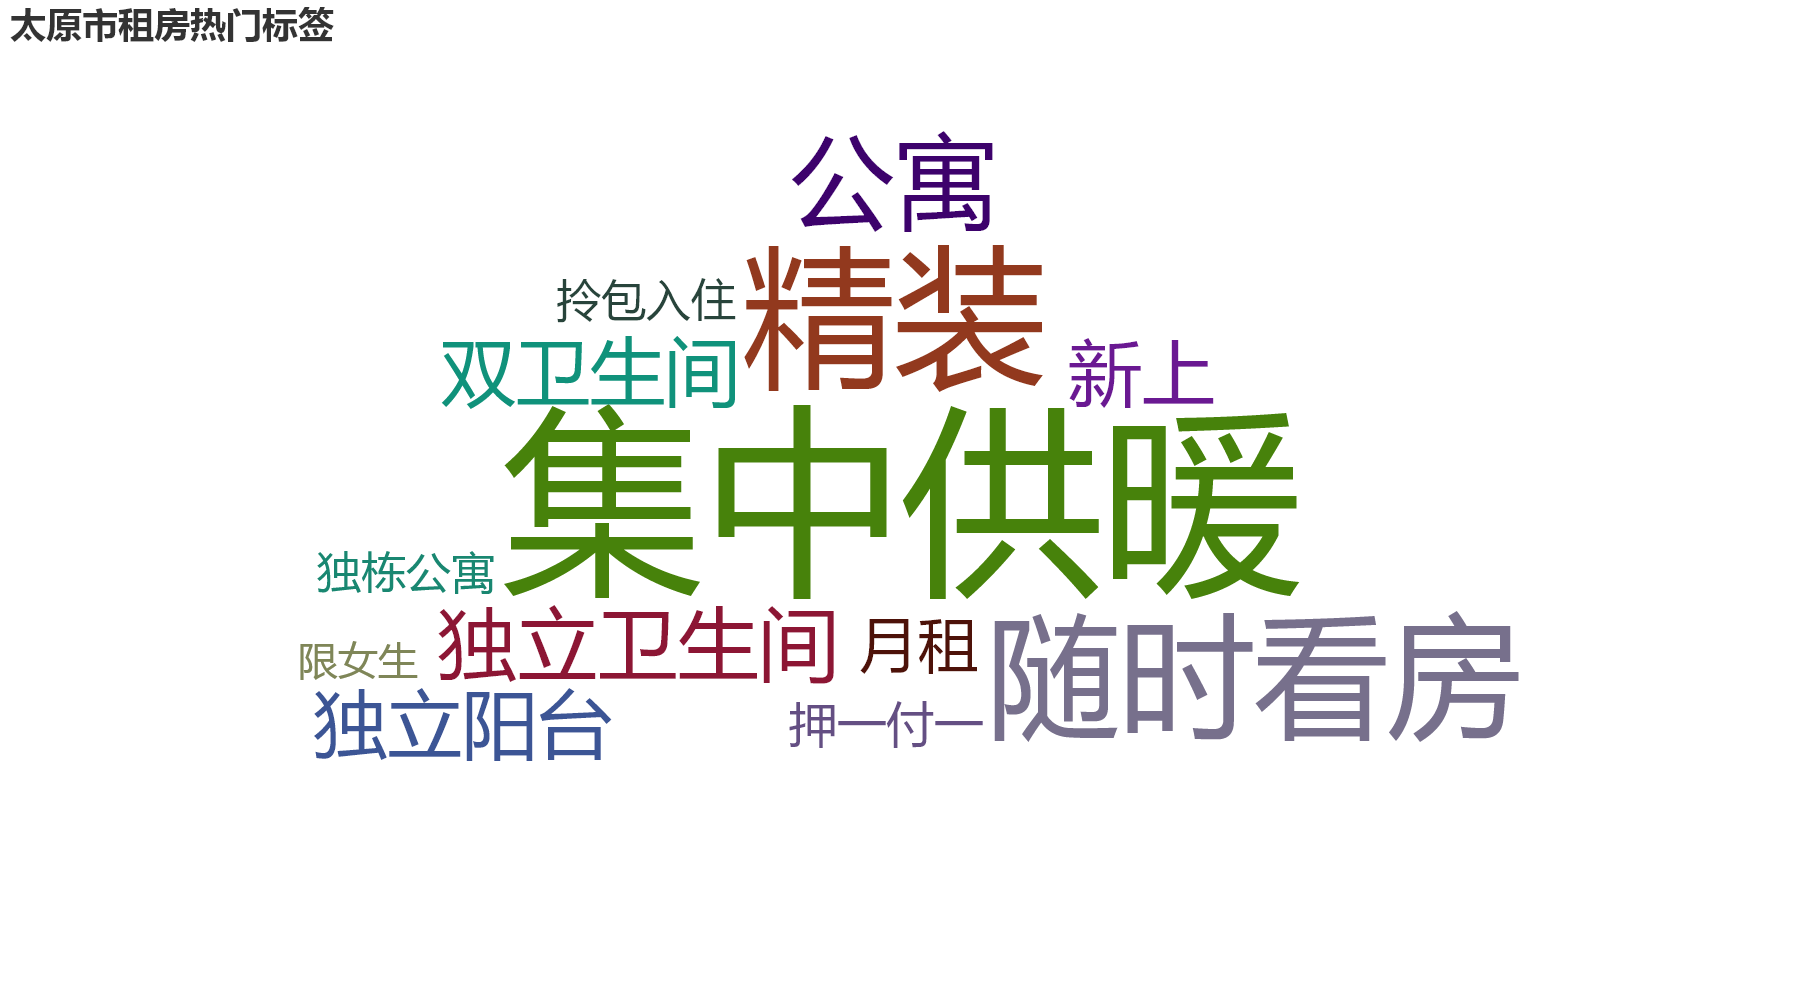 太原市租房热门标签
公寓
精装
拎包入住
双卫生间
新上
集中供暖
独栋公寓
独立卫生间
月租
随时看房
限女生
独立阳台
押一付一